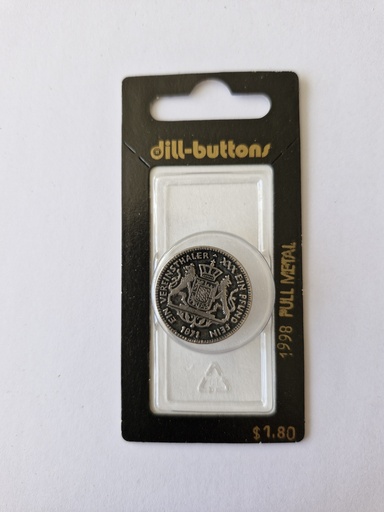 dill-buttons
EIN VEREINSTHALER XXX EIN PFUND FEIN
1871
1998 FULL METAL
$1.80